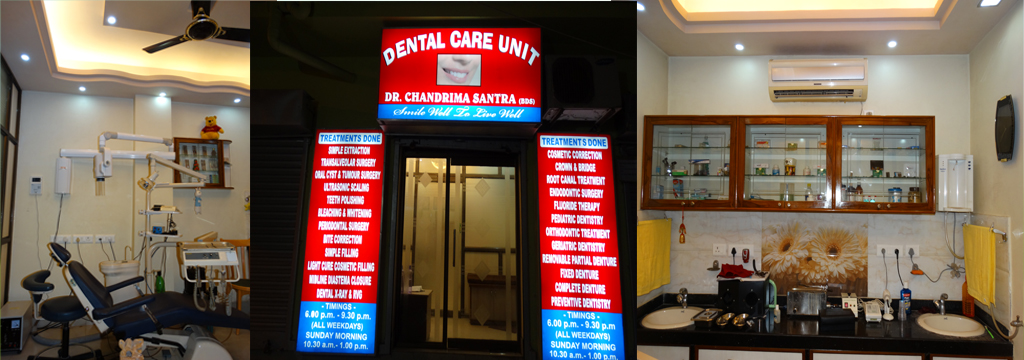 DENTAL CARE UNIT
DR. CHANDRIMA SANTRA (BDS)
Smile Well To Live Well
TREATMENTS DONE
SIMPLE EXTRACTION
TRANSALVEOLAR SURGERY
ORAL CYST & TUMOUR SURGERY
ULTRASONIC SCALING
TEETH POLISHING
BLEACHING & WHITENING
PERIODONTAL SURGERY
BITE CORRECTION
SIMPLE FILLING
LIGHT CURE COSMETIC FILLING
MIDLINE DIASTEMA CLOSURE
DENTAL X-RAY & RVG
- TIMINGS -
6.00 p.m. - 9.30 p.m.
(ALL WEEKDAYS)
SUNDAY MORNING
10.30 a.m.- 1.00 p.m.
TREATMENTS DONE
COSMETIC CORRECTION
CROWN & BRIDGE
ROOT CANAL TREATMENT
ENDODONTIC SURGERY
FLUORIDE THERAPY
PEDIATRIC DENTISTRY
ORTHODONTIC TREATMENT
GERIATRIC DENTISTRY
REMOVABLE PARTIAL DENTURE
FIXED DENTURE
COMPLETE DENTURE
PREVENTIVE DENTISTRY
- TIMINGS -
6.00 p.m. - 9.30 p.m
(ALL WEEKDAYS)
SUNDAY MORNING
10.30 a.m.- 1.00 p.m.